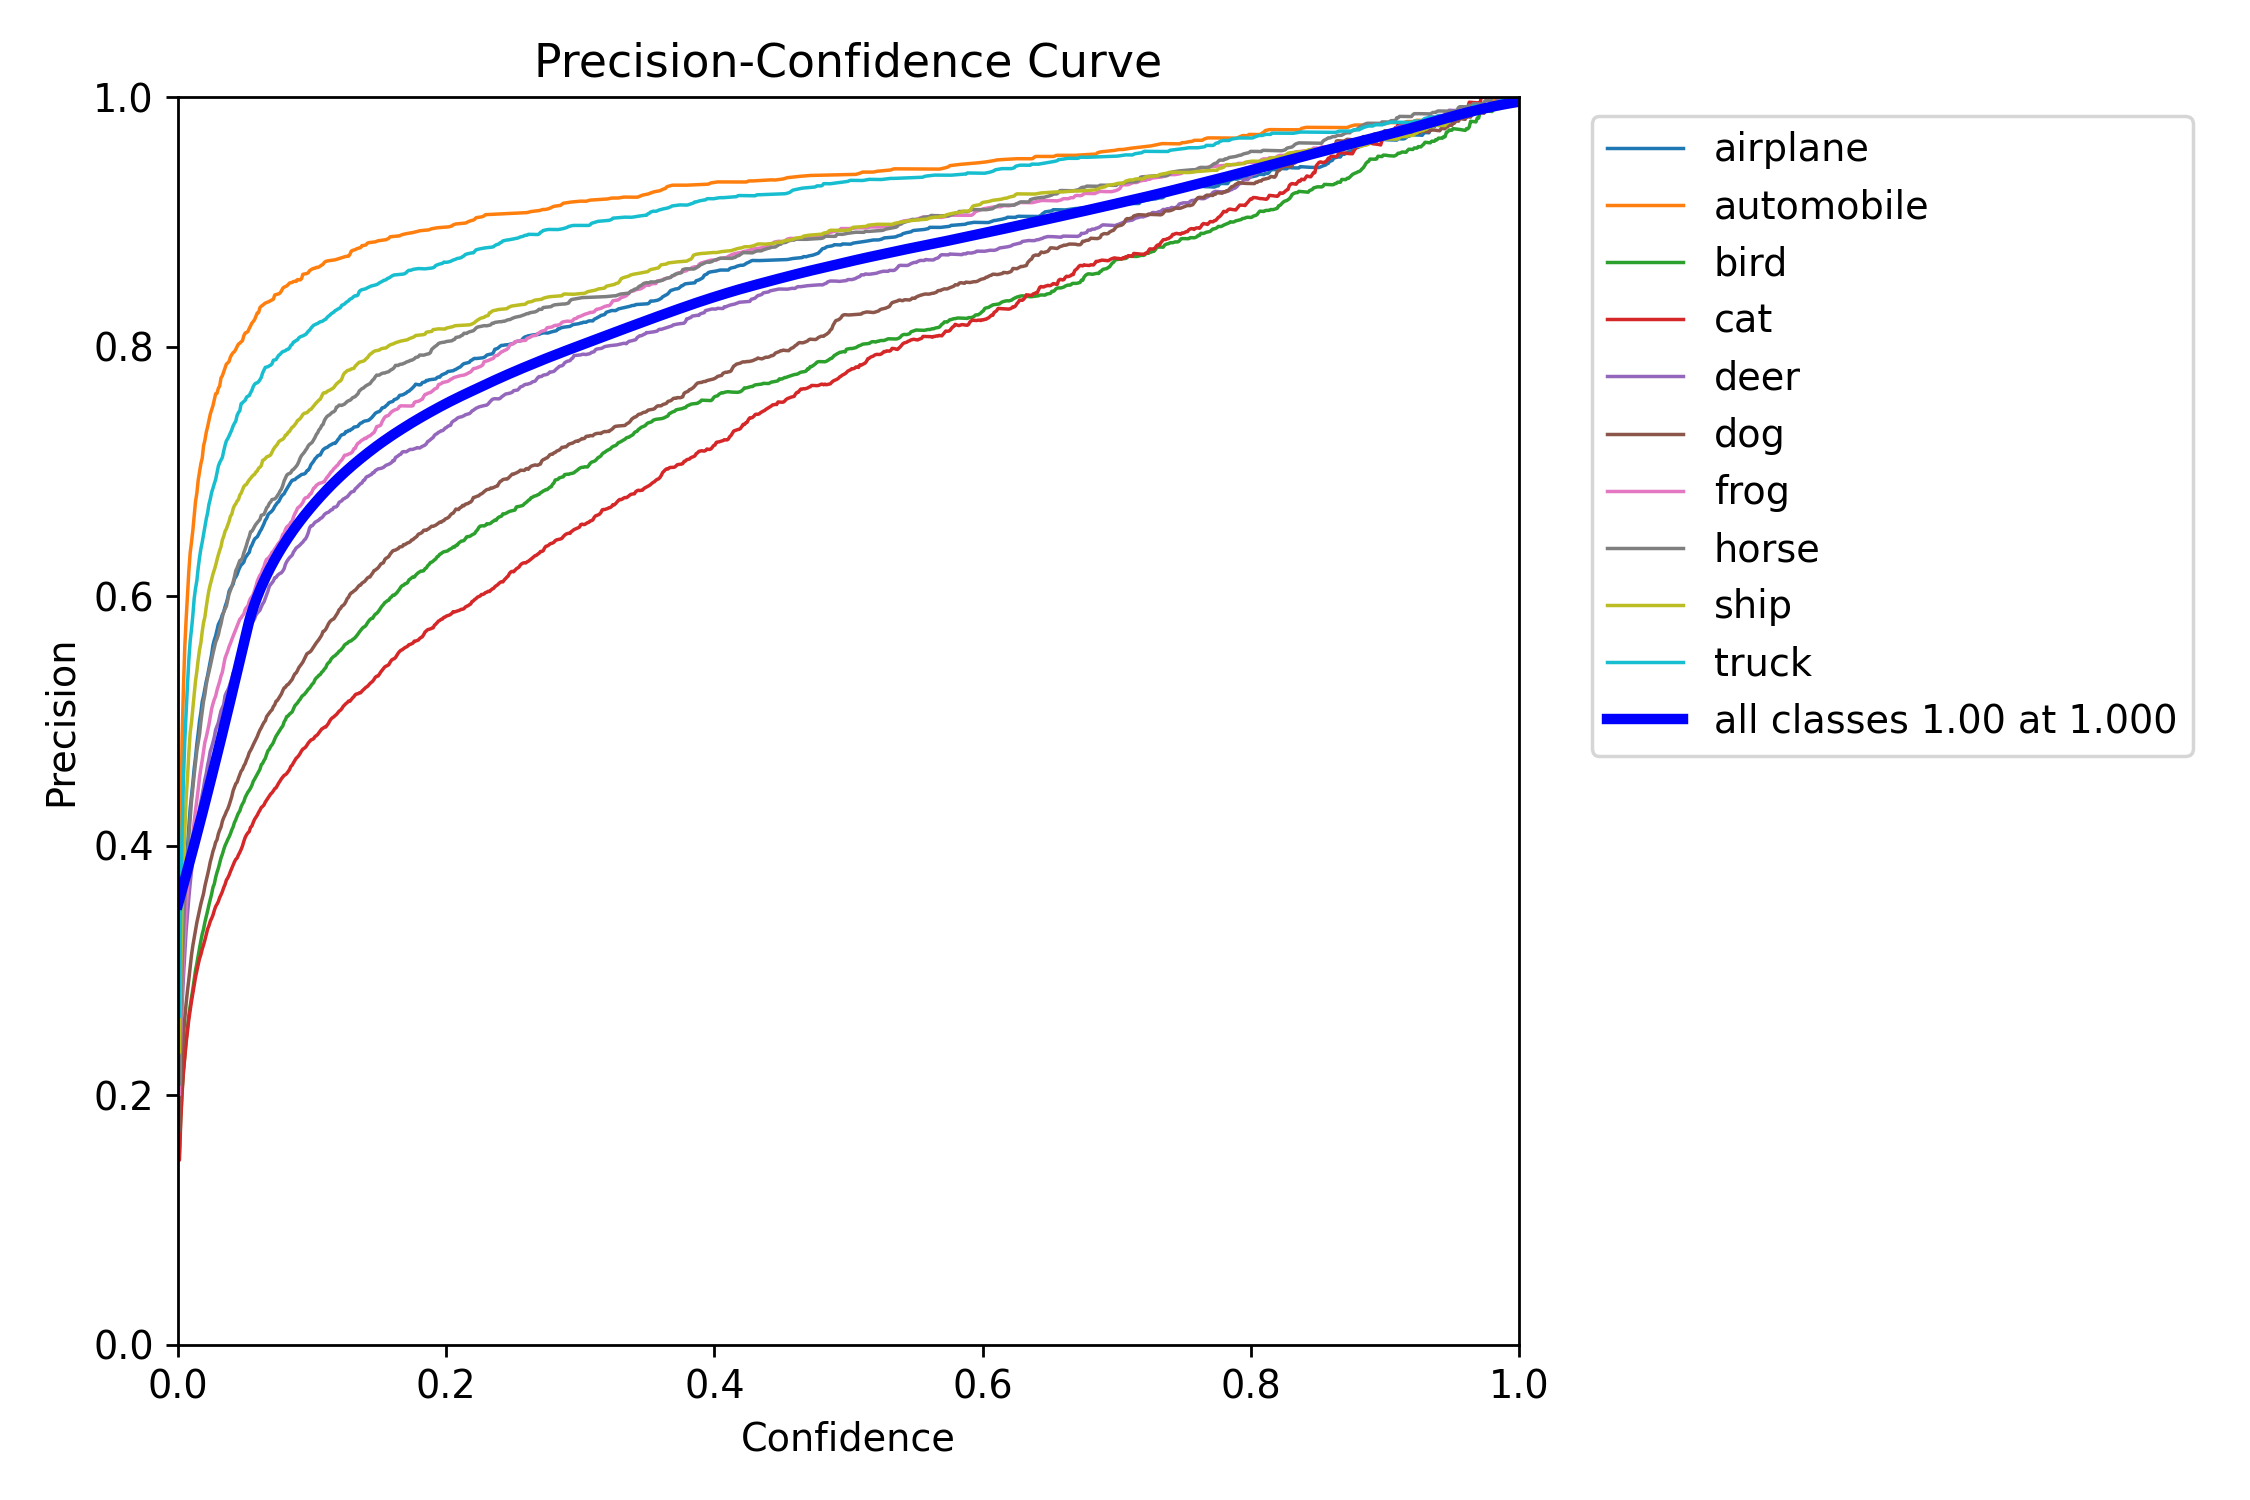 Precision-Confidence Curve
1.0
0.8
0.6
0.4
0.2
0.0
Precision
0.0 0.2 0.4 0.6 0.8 1.0
Confidence
airplane
automobile
bird
cat
deer
dog
frog
horse
ship
truck
all classes 1.00 at 1.000